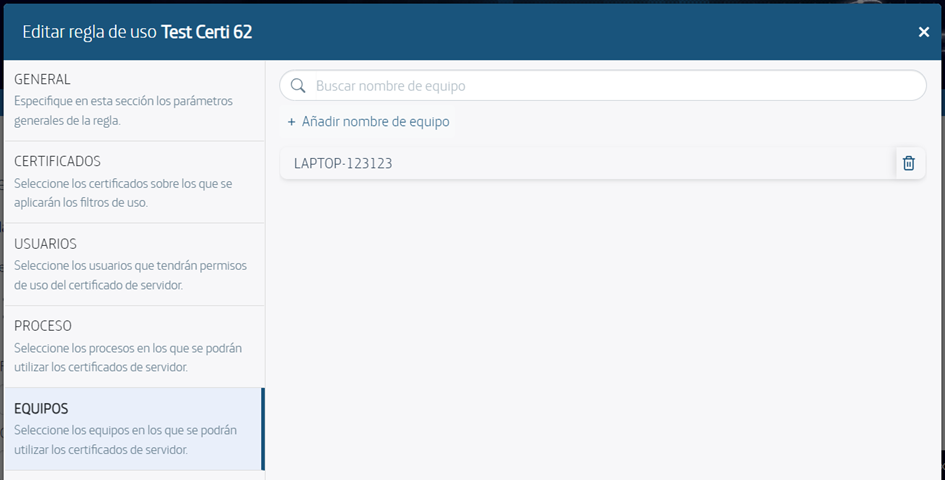 Editar regla de uso Test Certi 62
GENERAL
Especifique en esta sección los parámetros
generales de la regla.
CERTIFICADOS
Seleccione los certificados sobre los que se
aplicarán los filtros de uso.
USUARIOS
Seleccione los usuarios que tendrán permisos
de uso del certificado de servidor.
PROCESO
Seleccione los procesos en los que se podrán
utilizar los certificados de servidor.
EQUIPOS
Seleccione los equipos en los que se podrán
utilizar los certificados de servidor.
Buscar nombre de equipo
+ Añadir nombre de equipo
LAPTOP-123123